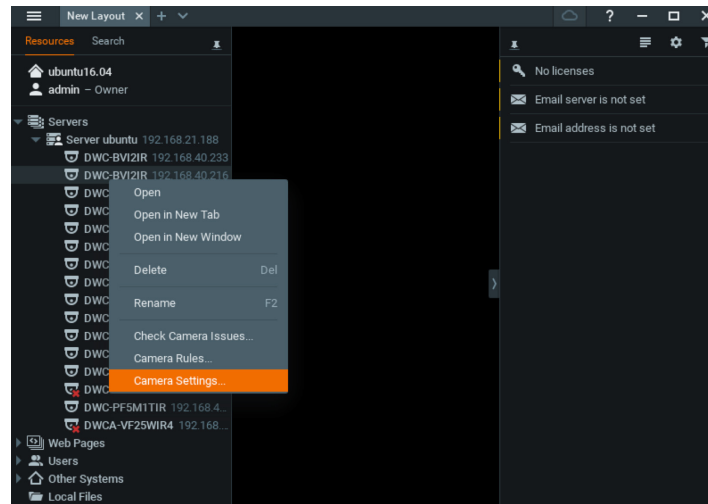 New Layout
Resources Search
ubuntu16.04
admin – Owner
Servers
Server ubuntu 192.168.21.188
DWC-BVI2IR 192.168.40.233
DWC-BVI2IR 192.168.40.216
DWC
DWC
DWC
DWC
DWC
DWC
DWC
DWC
DWC
DWC
DWC
DWC
DWC-PF5M1TIR 192.168.4...
DWCA-VF25WIR4 192.168...
Web Pages
Users
Other Systems
Local Files
Open
Open in New Tab
Open in New Window
Delete Del
Rename F2
Check Camera Issues...
Camera Rules...
Camera Settings...
No licenses
Email server is not set
Email address is not set